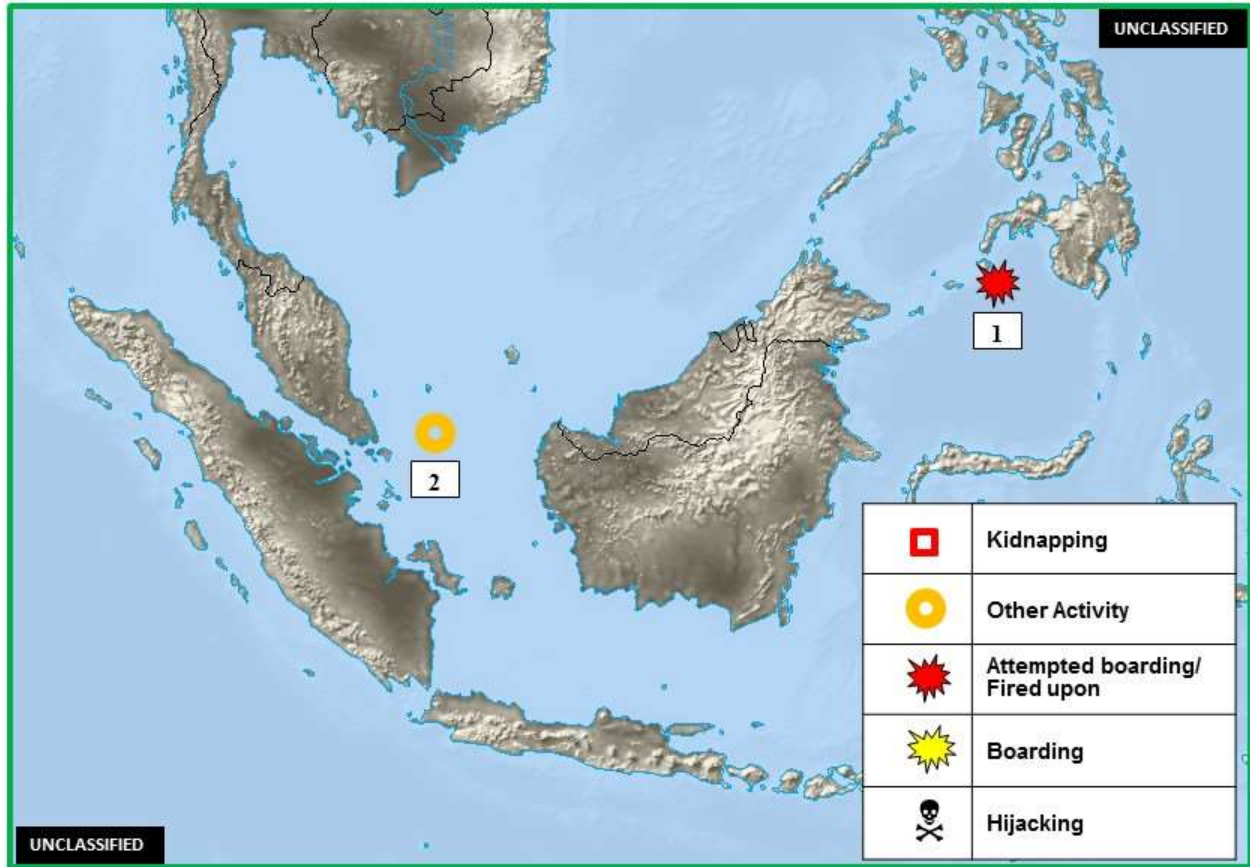 UNCLASSIFIED
1
2
Kidnapping
Other Activity
Attempted boarding/
Fired upon
Boarding
Hijacking
UNCLASSIFIED